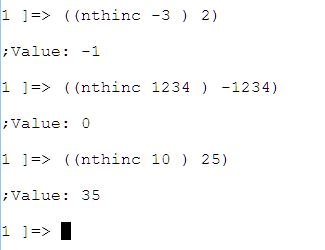 1 ]=> ((nthinc -3 ) 2)
;Value: -1
1 ]=> ((nthinc 1234 ) -1234)
;Value: 0
1 ]=> ((nthinc 10 ) 25)
;Value: 35
1 ]=>